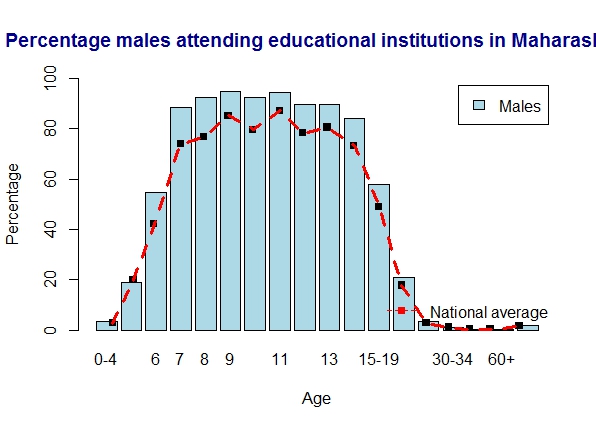 Percentage males attending educational institutions in Maharas
100
80
60
40
20
0
Percentage
Males
National average
0-4 6 7 8 9 11 13 15-19 30-34 60+
Age